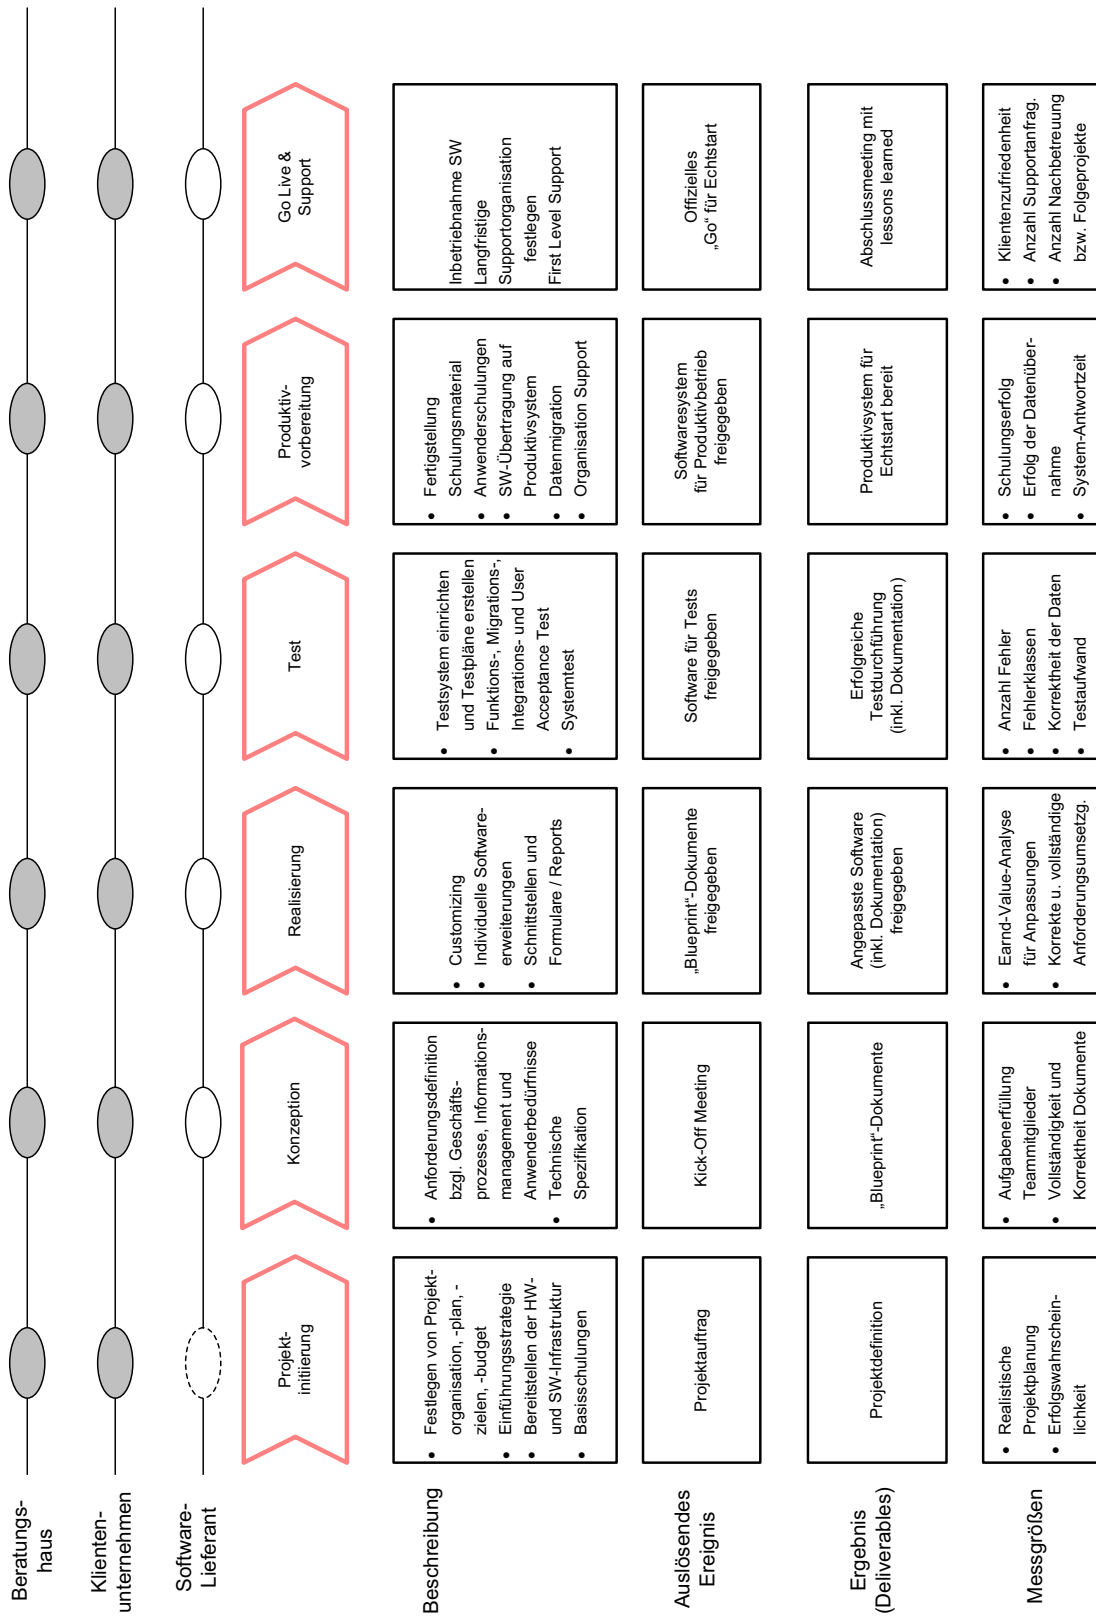 Beratungs-
haus
Klienten-
unternehmen
Software-
Lieferant
Projekt-
initiierung
Konzeption
Realisierung
Test
Produktiv-
vorbereitung
Go Live &
Support
Beschreibung
• Festlegen von Projekt-
organisation, -plan, -
zielen, -budget
• Einführungsstrategie
• Bereitstellen der HW-
und SW-Infrastruktur
• Basisschulungen
• Anforderungsdefinition
bzgl. Geschäfts-
prozesse, Informations-
management und
Anwenderbedürfnisse
• Technische
Spezifikation
• Customizing
• Individuelle Software-
erweiterungen
• Schnittstellen und
Formulare / Reports
• Testsystem einrichten
und Testpläne erstellen
• Funktions-, Migrations-,
Integrations- und User
Acceptance Test
• Systemtest
• Fertigstellung
Schulungsmaterial
• Anwenderschulungen
• SW-Übertragung auf
Produktivsystem
• Datenmigration
• Organisation Support
Inbetriebnahme SW
Langfristige
Supportorganisation
festlegen
First Level Support
Auslösendes
Ereignis
Projektauftrag
Kick-Off Meeting
„Blueprint“-Dokumente
freigegeben
Software für Tests
freigegeben
Softwaresystem
für Produktivbetrieb
freigegeben
Offizielles
„Go“ für Echtstart
Ergebnis
(Deliverables)
Projektdefinition
„Blueprint“-Dokumente
Angepasste Software
(inkl. Dokumentation)
freigegeben
Erfolgreiche
Testdurchführung
(inkl. Dokumentation)
Produktivsystem für
Echtstart bereit
Abschlussmeeting mit
lessons learned
Messgrößen
• Realistische
Projektplanung
• Erfolgswahrschein-
lichkeit
• Aufgabenerfüllung
Teammitglieder
• Vollständigkeit und
Korrektheit Dokumente
• Earnd-Value-Analyse
für Anpassungen
• Korrekte u. vollständige
Anforderungsumsetzg.
• Anzahl Fehler
• Fehlerklassen
• Korrektheit der Daten
• Testaufwand
• Schulungserfolg
• Erfolg der Datenüber-
nahme
• System-Antwortzeit
• Klientenzufriedenheit
• Anzahl Supportanfrag.
• Anzahl Nachbetreuung
bzw. Folgeprojekte